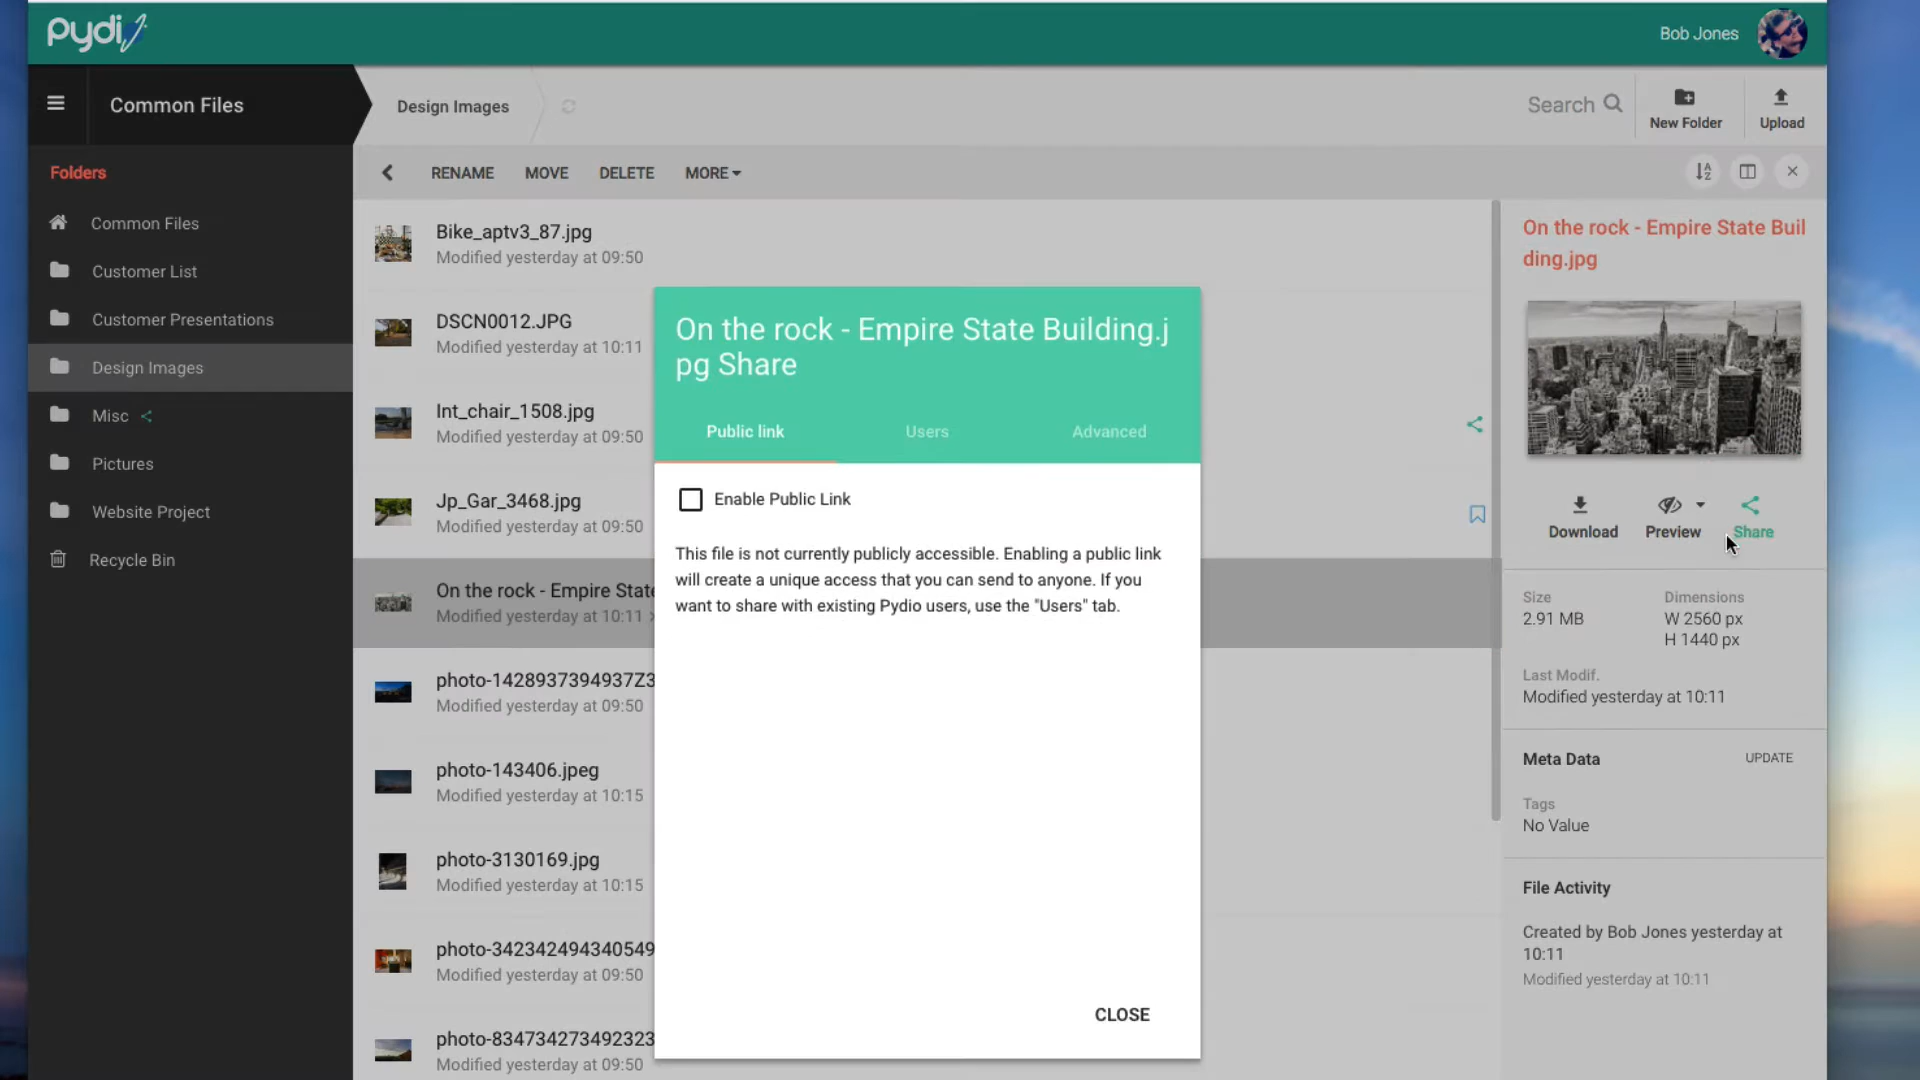 pydi
Bob Jones
Common Files
Design Images
Search
New Folder
Upload
Folders
Common Files
Customer List
Customer Presentations
Design Images
Misc
Pictures
Website Project
Recycle Bin
RENAME
MOVE
DELETE
MORE
Bike_aptv3_87.jpg
Modified yesterday at 09:50
DSCN0012.JPG
Modified yesterday at 10:11
Int_chair_1508.jpg
Modified yesterday at 09:50
Jp_Gar_3468.jpg
Modified yesterday at 09:50
On the rock - Empire State
Modified yesterday at 10:11
photo-1428937394937Z3
Modified yesterday at 09:50
photo-143406.jpeg
Modified yesterday at 10:15
photo-3130169.jpg
Modified yesterday at 10:15
photo-342342494340549
Modified yesterday at 09:50
photo-834734273492323
Modified yesterday at 09:50
On the rock - Empire State Building.j
pg Share
Public link
Users
Advanced
Enable Public Link
This file is not currently publicly accessible. Enabling a public link
will create a unique access that you can send to anyone. If you
want to share with existing Pydio users, use the "Users" tab.
CLOSE
On the rock - Empire State Buil
ding.jpg
Download
Preview
Share
Size
2.91 MB
Dimensions
W 2560 px
H 1440 px
Last Modif.
Modified yesterday at 10:11
Meta Data
UPDATE
Tags
No Value
File Activity
Created by Bob Jones yesterday at
10:11
Modified yesterday at 10:11